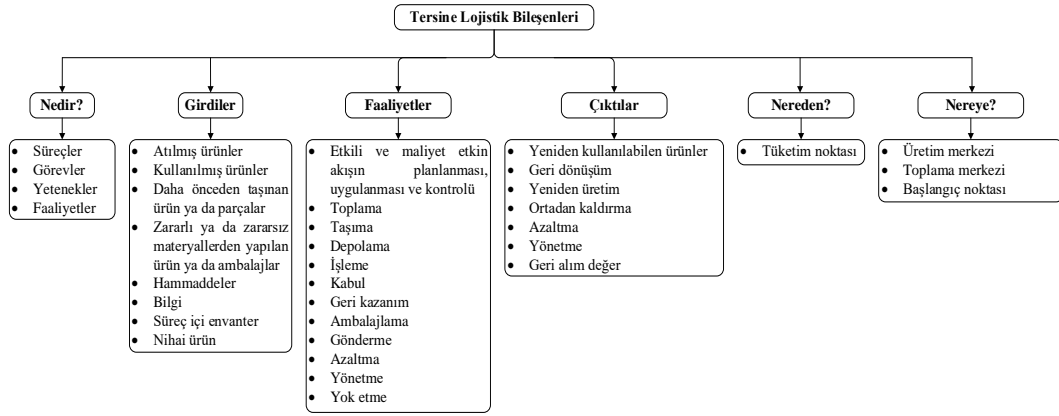 Tersine Lojistik Bileşenleri
Nedir?
• Süreçler
• Görevler
• Yetenekler
• Faaliyetler
Girdiler
• Atılmış ürünler
• Kullanılmış ürünler
• Daha önceden taşınan
ürün ya da parçalar
• Zararlı ya da zararsız
materyallerden yapılan
ürün ya da ambalajlar
• Hammaddeler
• Bilgi
• Süreç içi envanter
• Nihai ürün
Faaliyetler
• Etkili ve maliyet etkin
akışın planlanması,
uygulanması ve kontrolü
• Toplama
• Taşıma
• Depolama
• İşleme
• Kabul
• Geri kazanım
• Ambalajlama
• Gönderme
• Azaltma
• Yönetme
• Yok etme
Çıktılar
• Yeniden kullanılabilen ürünler
• Geri dönüşüm
• Yeniden üretim
• Ortadan kaldırma
• Azaltma
• Yönetme
• Geri alım değer
Nereden?
• Tüketim noktası
Nereye?
• Üretim merkezi
• Toplama merkezi
• Başlangıç noktası